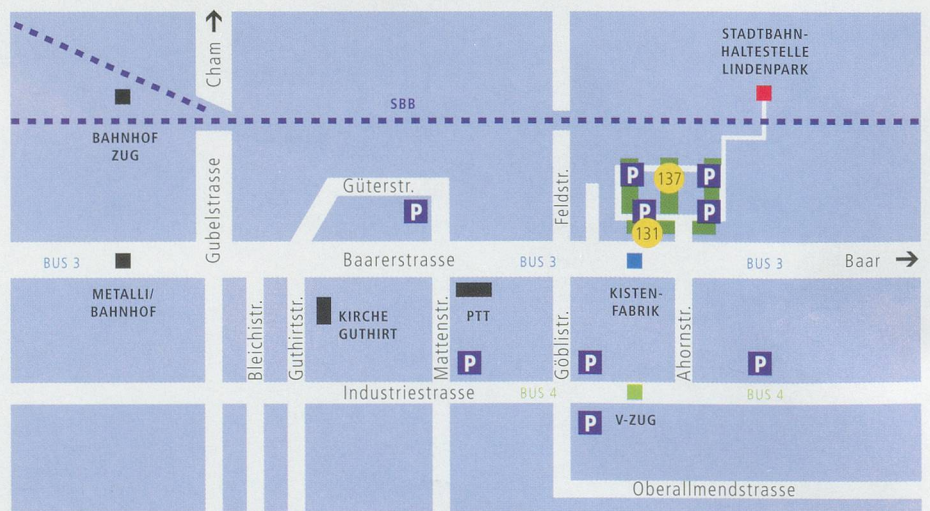 Cham
STADTBAHN-
HALTESTELLE
LINDENPARK
SBB
BAHNHOF
ZUG
Gubelstrasse
Güterstr.
P
Feldstr.
P
137
P
P
131
P
BUS 3
Baarerstrasse
BUS 3
BUS 3
Baar
METALLI/
BAHNHOF
Bleichistr.
Guthirtstr.
KIRCHE
GUTHIRT
Mattenstr.
PTT
P
Göblistr.
KISTEN-
FABRIK
P
Ahornstr.
P
Industriestrasse
BUS 4
BUS 4
P
V-ZUG
Oberallmendstrasse